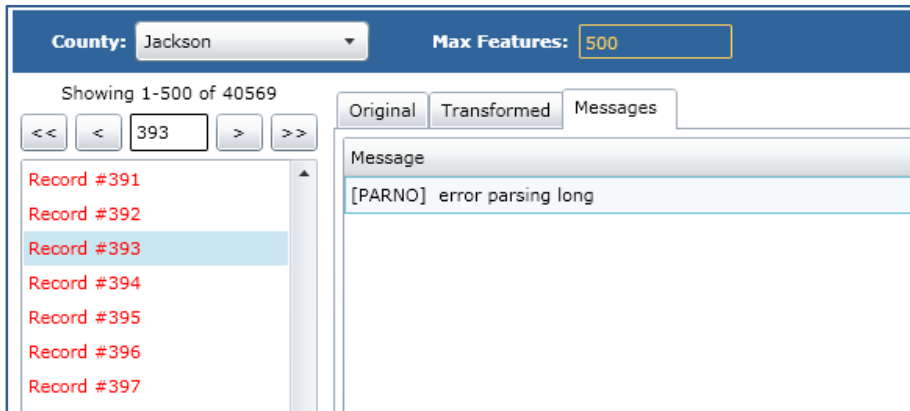 County: Jackson Max Features: 500
Showing 1-500 of 40569
<< < 393 > >>
Record #391
Record #392
Record #393
Record #394
Record #395
Record #396
Record #397
Original Transformed Messages
Message
[PARNO] error parsing long